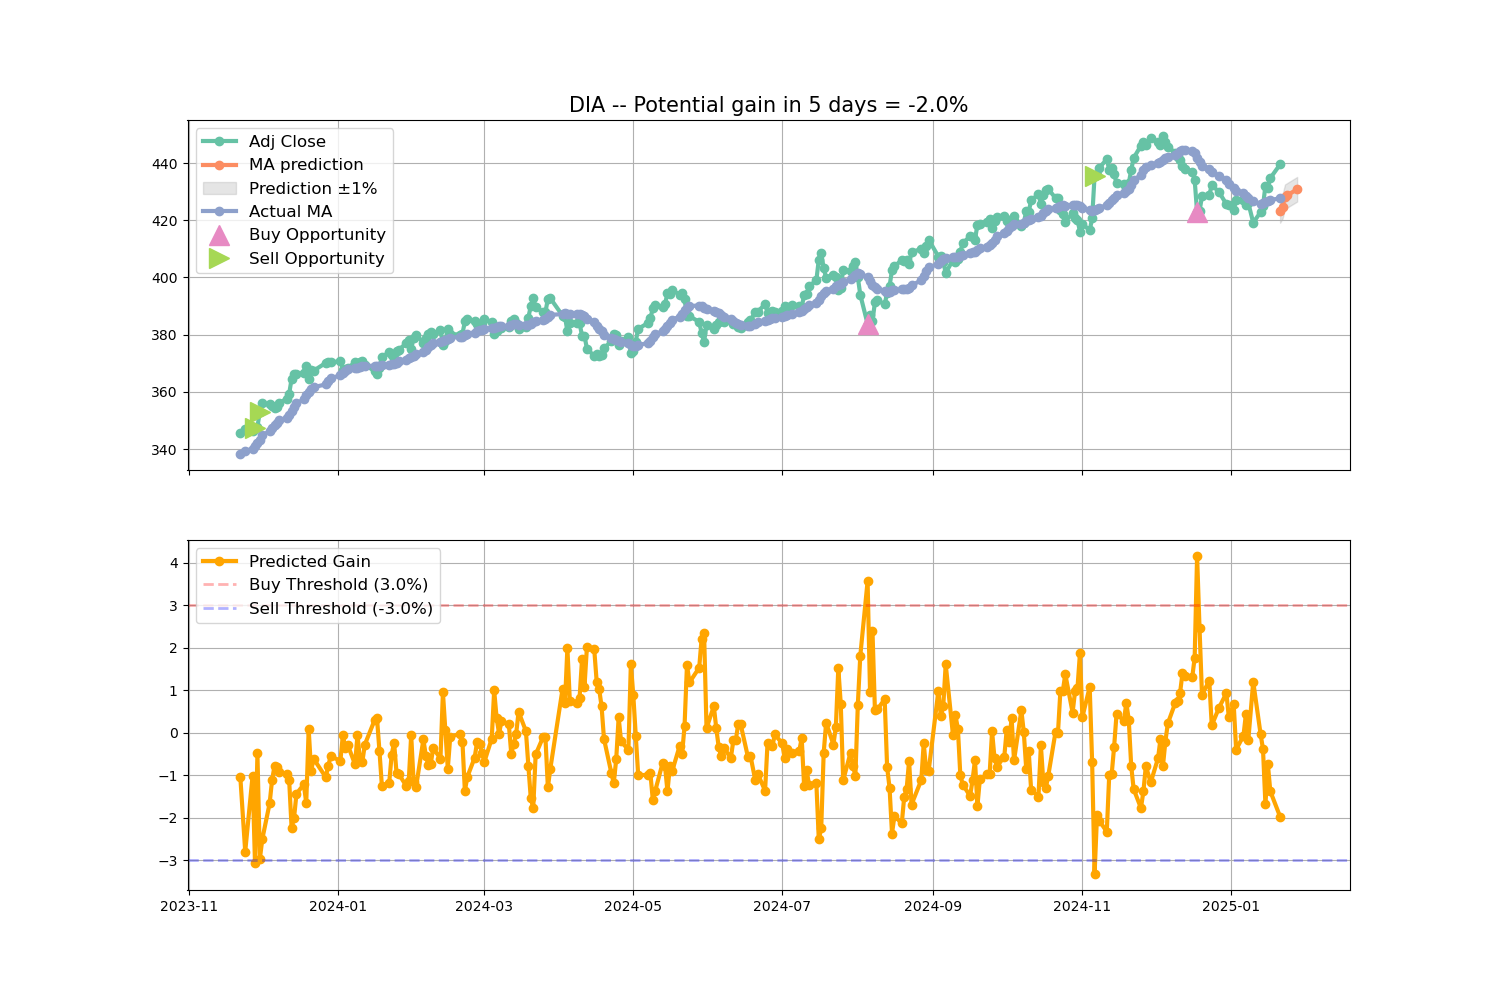 DIA -- Potential gain in 5 days = -2.0%
Adj Close
MA prediction
Prediction ±1%
Actual MA
Buy Opportunity
Sell Opportunity
440
420
400
380
360
340
Predicted Gain
Buy Threshold (3.0%)
Sell Threshold (-3.0%)
4
3
2
1
0
−1
−2
−3
2023-11 2024-01 2024-03 2024-05 2024-07 2024-09 2024-11 2025-01